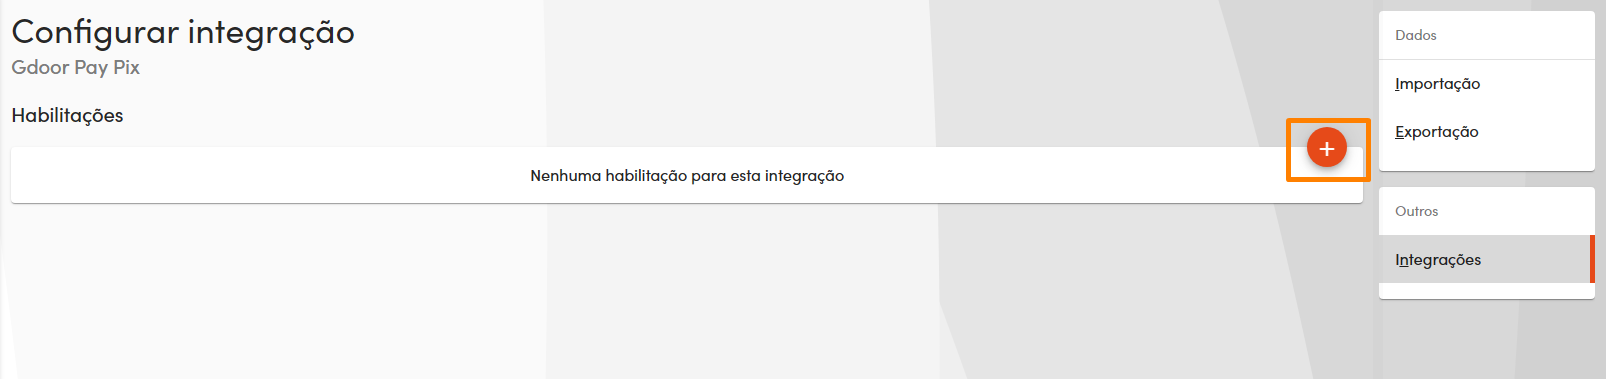 Configurar integração
Gdoor Pay Pix
Habilitações
+
Nenhuma habilitação para esta integração
Dados
Importação
Exportação
Outros
Integrações